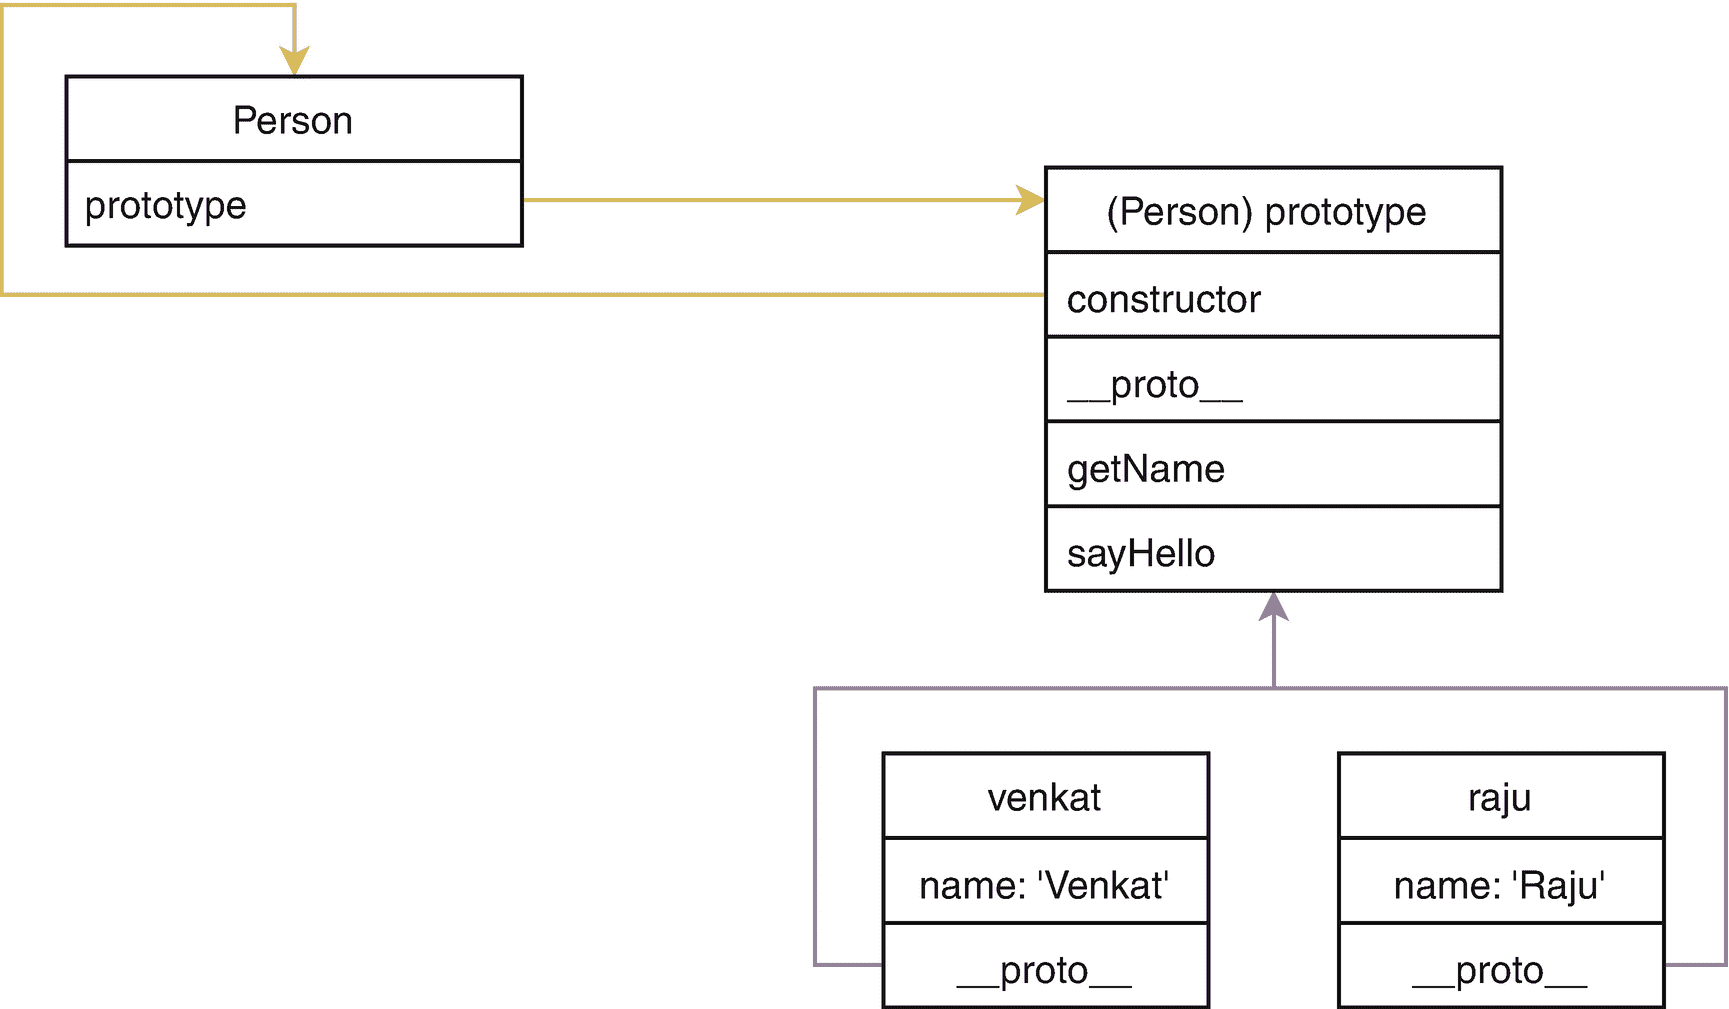 Person
prototype
(Person) prototype
constructor
__proto__
getName
sayHello
venkat
name: 'Venkat'
__proto__
raju
name: 'Raju'
__proto__